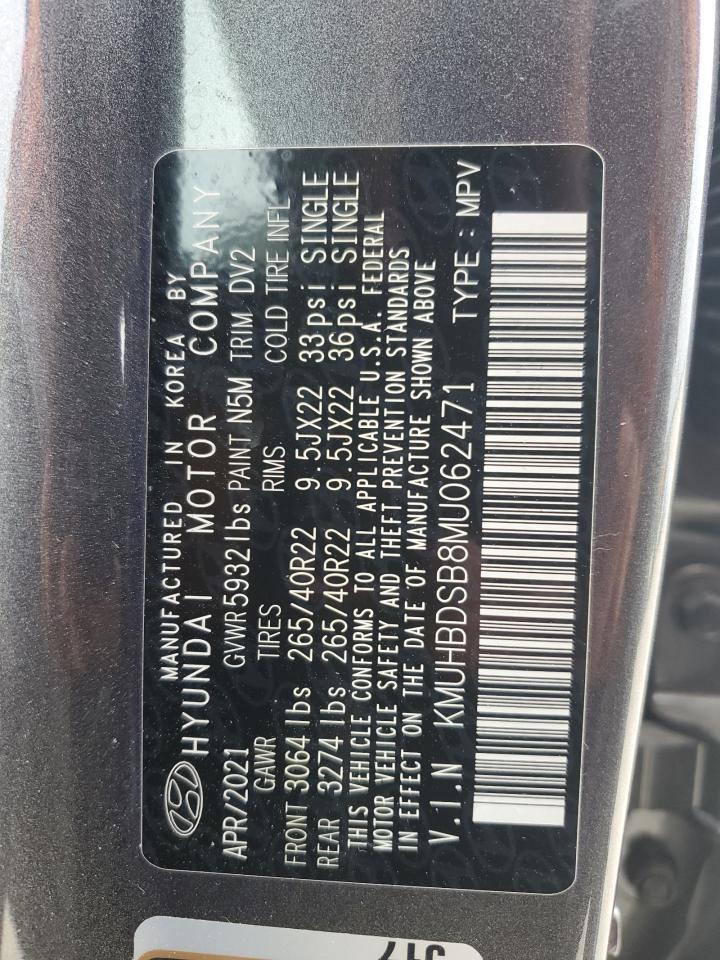 MANUFACTURED IN KOREA BY
HYUNDAI MOTOR COMPANY
APR/2021 GVWR 5932 lbs PAINT N5M TRIM DV2
GAWR TIRES RIMS COLD TIRE INFL
FRONT 3064 lbs 265/40R22 9.5JX22 33psi SINGLE
REAR 3274 lbs 265/40R22 9.5JX22 36psi SINGLE
THIS VEHICLE CONFORMS TO ALL APPLICABLE U.S.A. FEDERAL
MOTOR VEHICLE SAFETY AND THEFT PREVENTION STANDARDS
IN EFFECT ON THE DATE OF MANUFACTURE SHOWN ABOVE
V.I.N KMUHBDSB8MU062471 TYPE : MPV